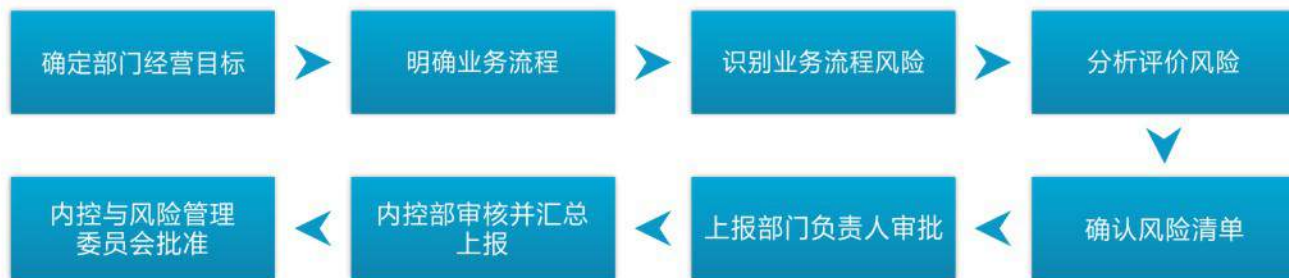 确定部门经营目标
明确业务流程
识别业务流程风险
分析评价风险
确认风险清单
上报部门负责人审批
内控部审核并汇总
上报
内控与风险管理
委员会批准